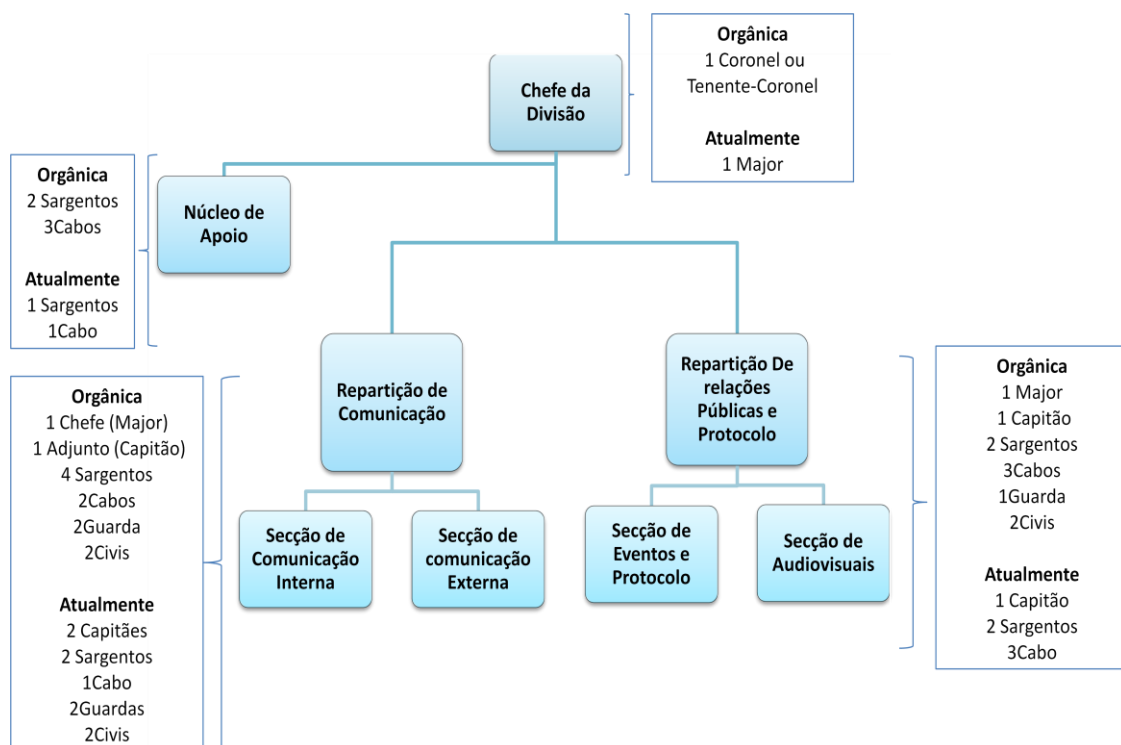 Orgânica
1 Coronel ou
Tenente-Coronel
Atualmente
1 Major
Chefe da
Divisão
Orgânica
2 Sargentos
3Cabos
Atualmente
1 Sargentos
1Cabo
Núcleo de
Apoio
Repartição de
Comunicação
Repartição De
relações
Públicas e
Protocolo
Orgânica
1 Chefe (Major)
1 Adjunto (Capitão)
4 Sargentos
2Cabos
2Guarda
2Civis
Atualmente
2 Capitães
2 Sargentos
1Cabo
2Guardas
2Civis
Secção de
Comunicação
Interna
Secção de
comunicação
Externa
Secção de
Eventos e
Protocolo
Secção de
Audiovisuais
Orgânica
1 Major
1 Capitão
2 Sargentos
3Cabos
1Guarda
2Civis
Atualmente
1 Capitão
2 Sargentos
3Cabo